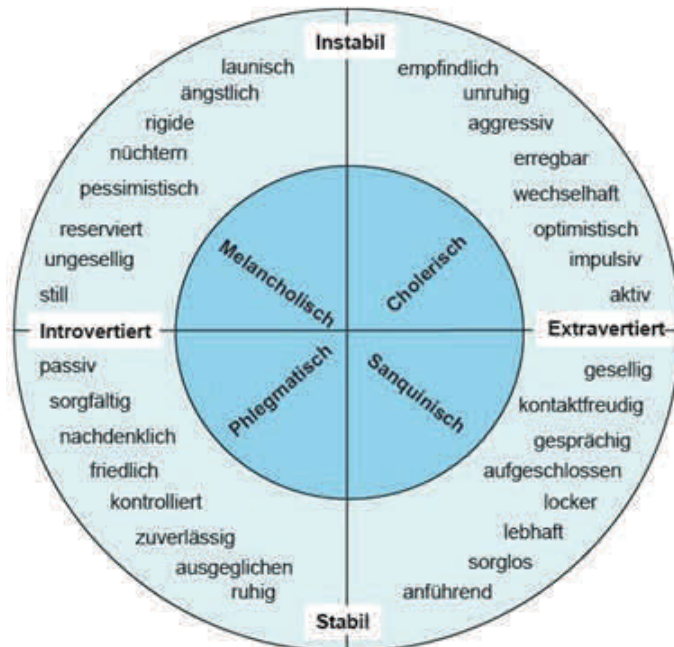 Instabil
launisch
ängstlich
rigide
nüchtern
pessimistisch
reserviert
ungesellig
still
empfindlich
unruhig
aggressiv
erregbar
wechselhaft
optimistisch
impulsiv
aktiv
Melancholisch
Cholerisch
Introvertiert
Extravertiert
Phlegmatisch
Sanquinisch
passiv
sorgfältig
nachdenklich
friedlich
kontrolliert
zuverlässig
ausgeglichen
ruhig
gesellig
kontaktfreudig
gesprächig
aufgeschlossen
locker
lebhaft
sorglos
anführend
Stabil